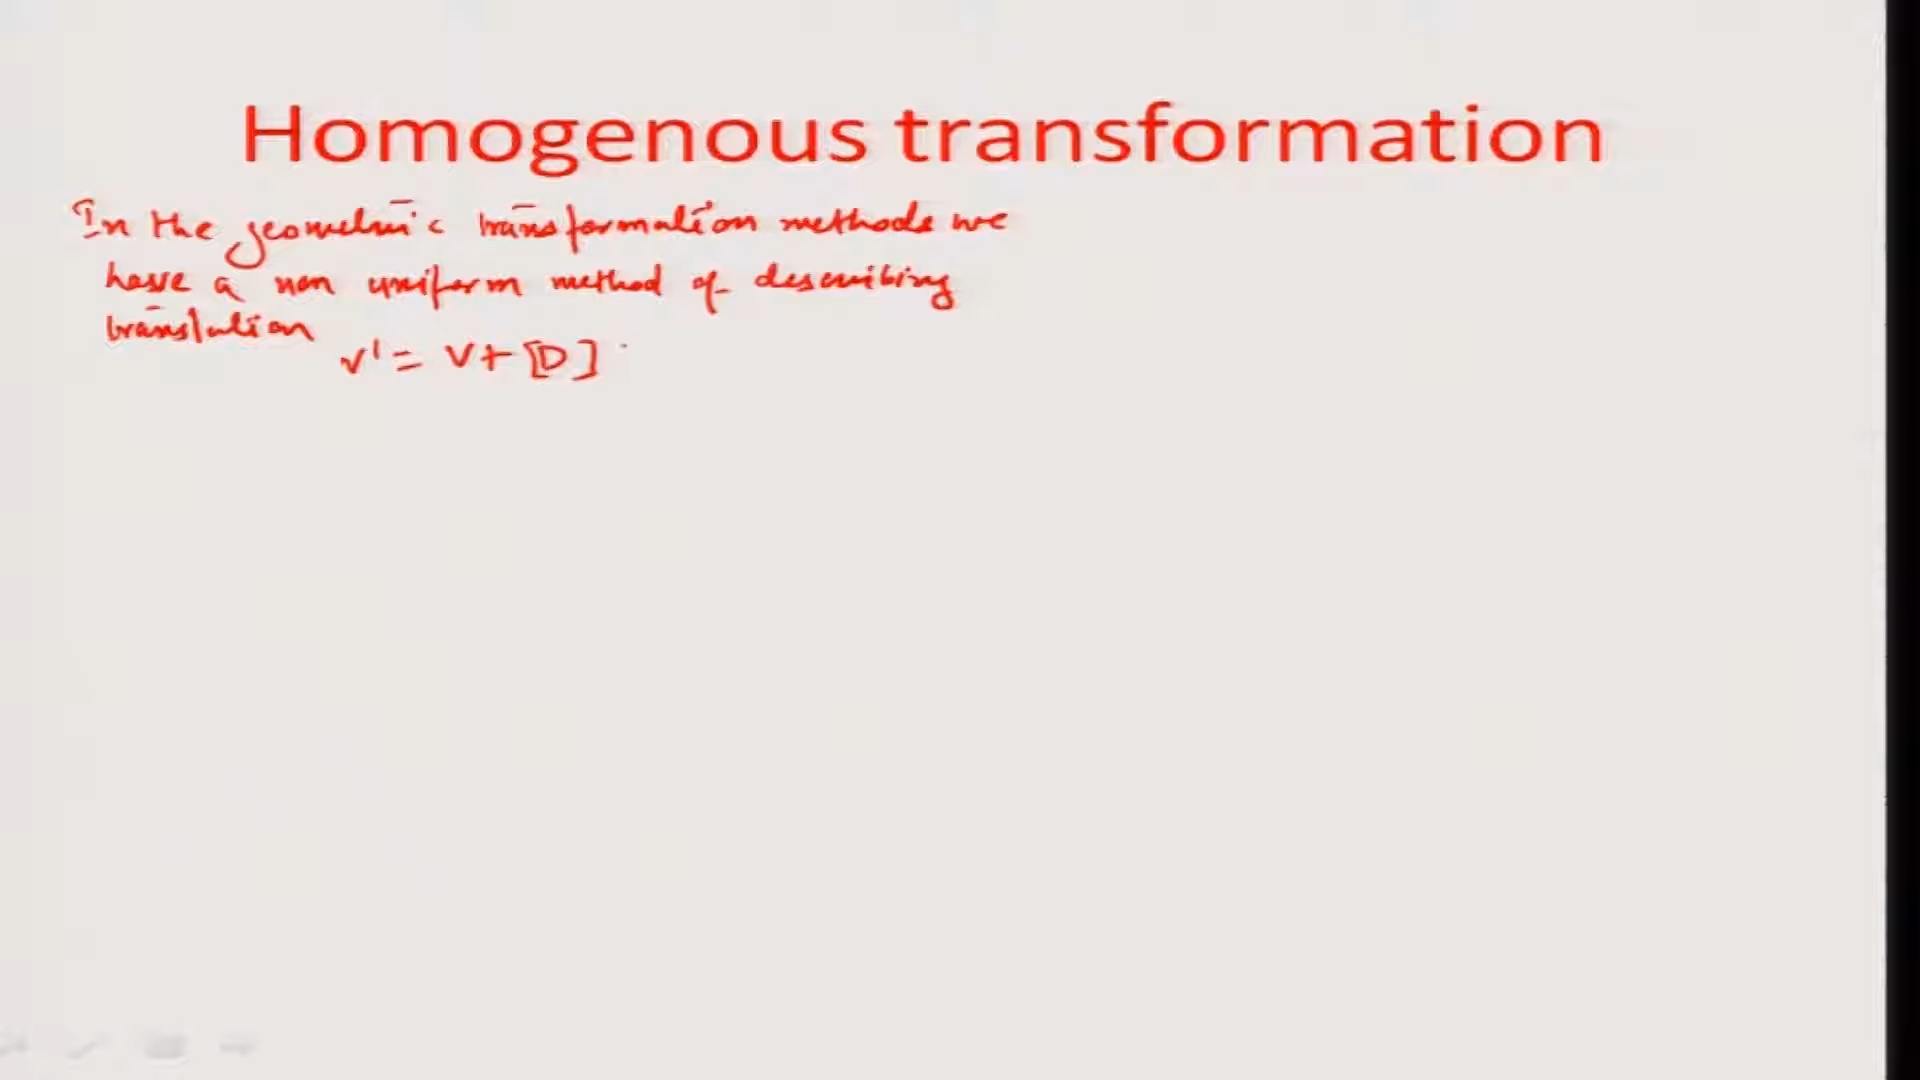 Homogenous transformation
In the geometric transformation methods we
have a non uniform method of describing
translation
v' = v + [D]